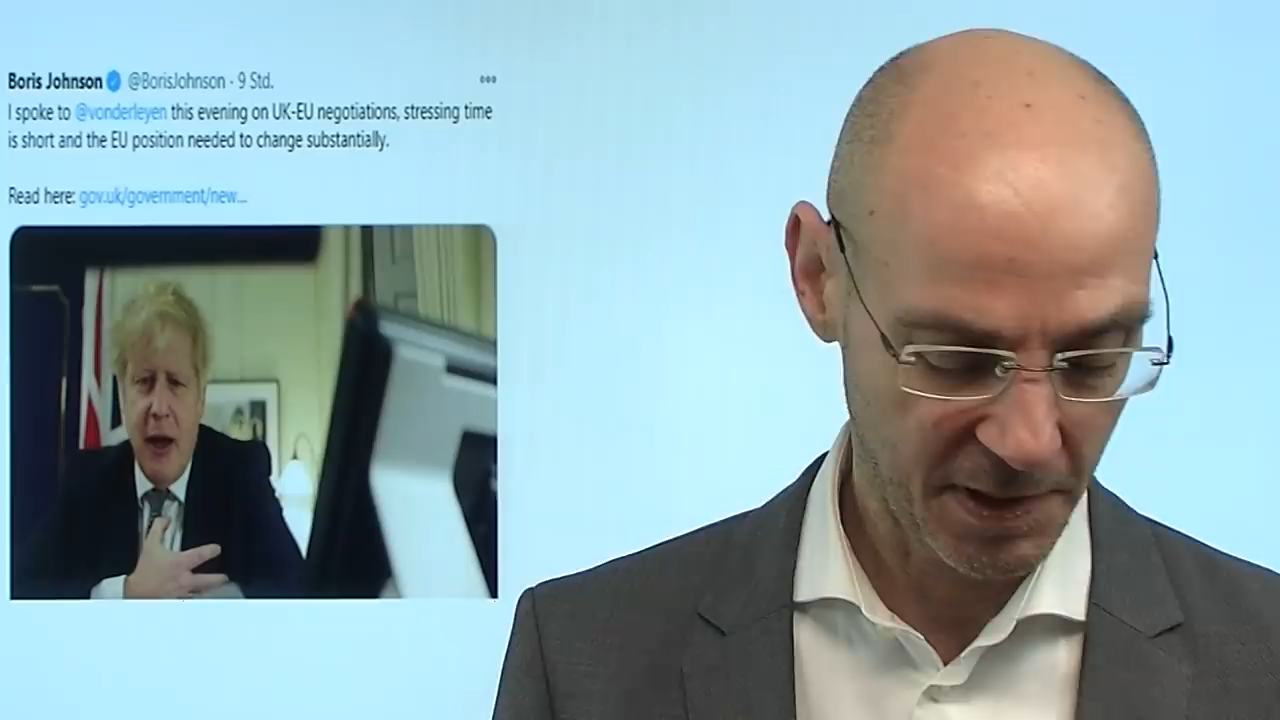 Boris Johnson @BorisJohnson · 9 Std.
I spoke to @vonderleyen this evening on UK-EU negotiations, stressing time
is short and the EU position needed to change substantially.
Read here: gov.uk/government/new...